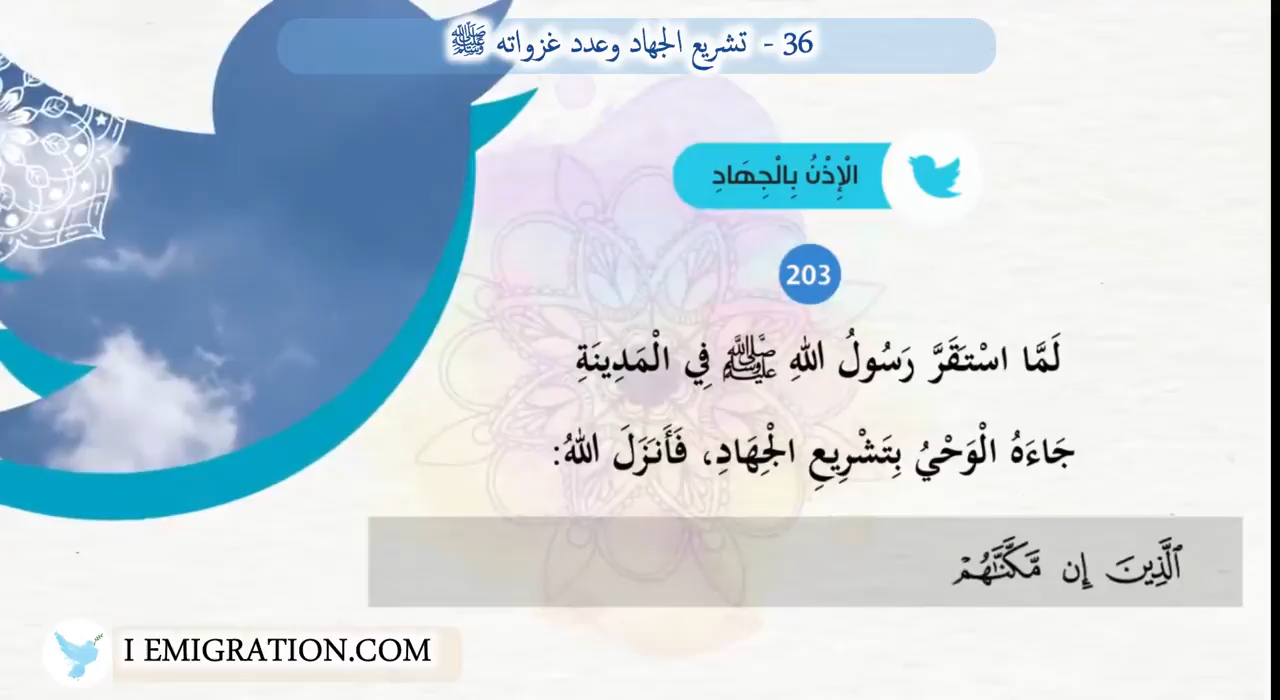 36 - تشريع الجهاد وعدد غزواته ﷺ
الْإِذْنُ بِالْجِهَادِ
203
لَمَّا اسْتَقَرَّ رَسُولُ اللهِ ﷺ فِي الْمَدِينَةِ
جَاءَهُ الْوَحْيُ بِتَشْرِيعِ الْجِهَادِ، فَأَنْزَلَ اللهُ:
ٱلَّذِينَ إِن مَّكَّنَّٰهُمْ
I EMIGRATION.COM